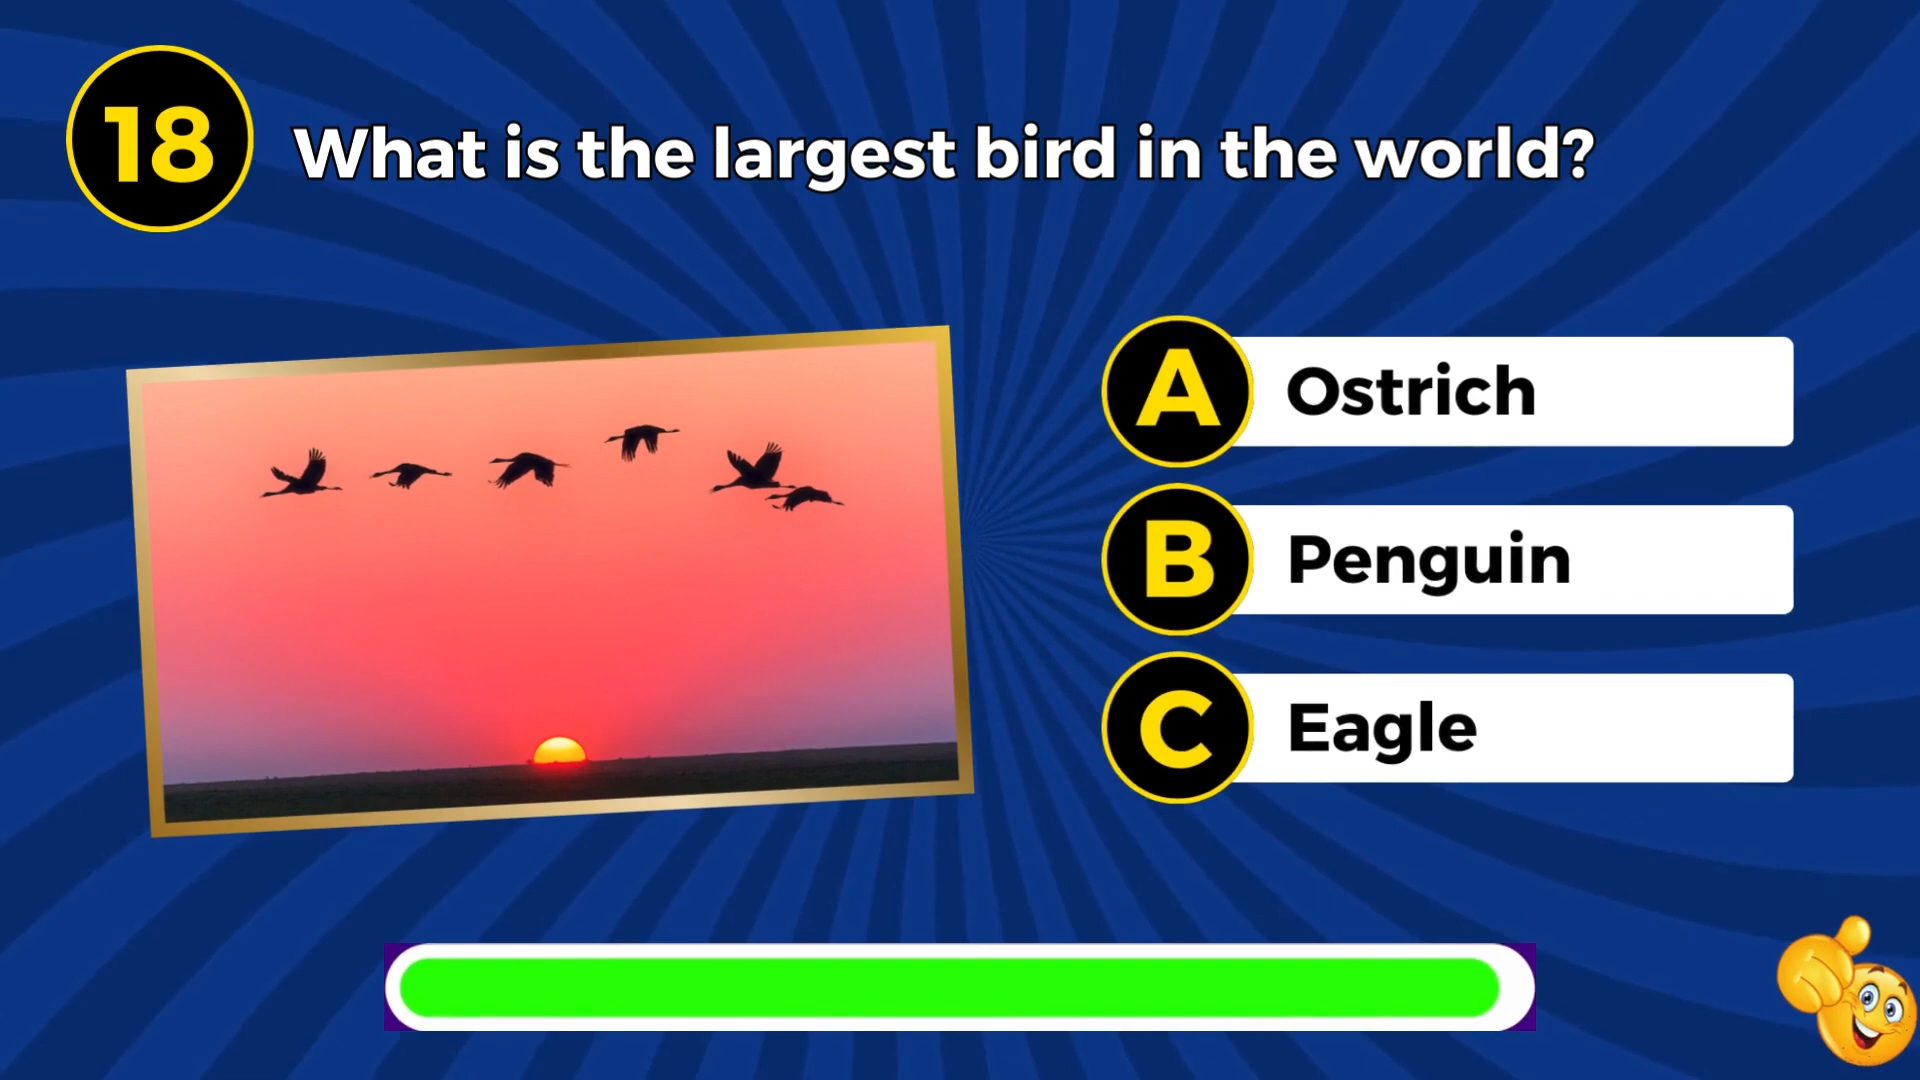 18
What is the largest bird in the world?
A Ostrich
B Penguin
C Eagle